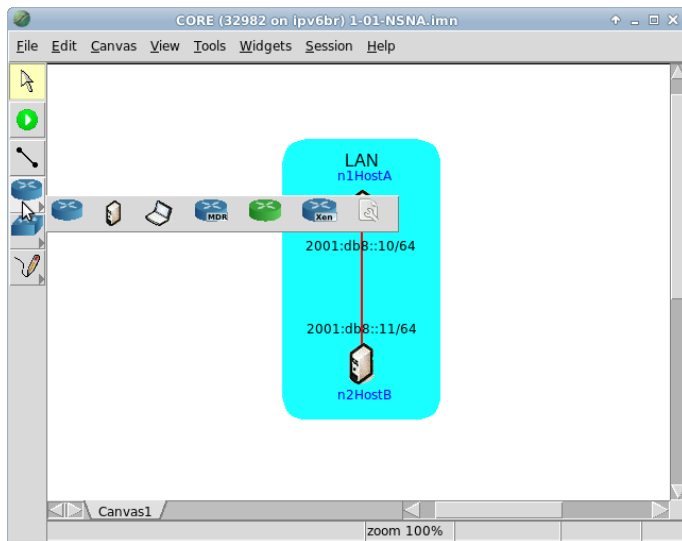 CORE (32982 on ipv6br) 1-01-NSNA.imn
File Edit Canvas View Tools Widgets Session Help
LAN
n1HostA
MDR
Xen
2001:db8::10/64
2001:db8::11/64
n2HostB
Canvas1
zoom 100%